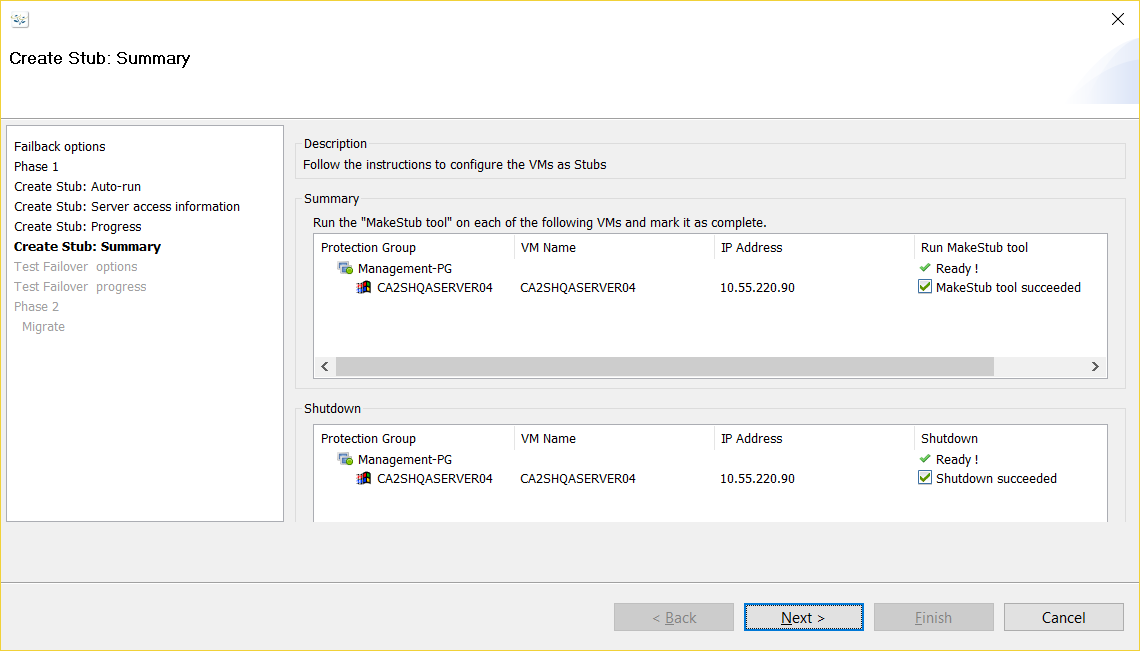 Create Stub: Summary
Failback options
Phase 1
Create Stub: Auto-run
Create Stub: Server access information
Create Stub: Progress
Create Stub: Summary
Test Failover  options
Test Failover  progress
Phase 2
Migrate
Description
Follow the instructions to configure the VMs as Stubs
Summary
Run the "MakeStub tool" on each of the following VMs and mark it as complete.
Protection Group VM Name IP Address Run MakeStub tool
Management-PG Ready !
CA2SHQASERVER04 CA2SHQASERVER04 10.55.220.90 MakeStub tool succeeded
Shutdown
Protection Group VM Name IP Address Shutdown
Management-PG Ready !
CA2SHQASERVER04 CA2SHQASERVER04 10.55.220.90 Shutdown succeeded
< Back Next > Finish Cancel